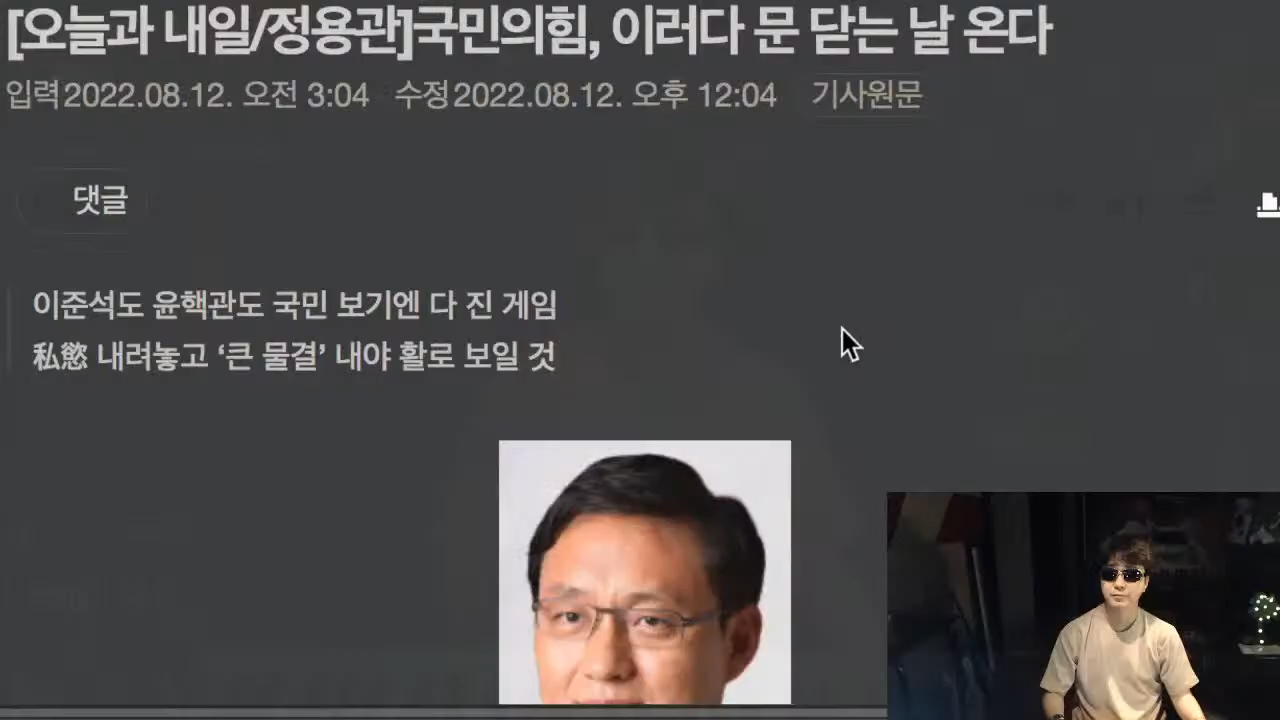 [오늘과 내일/정용관]국민의힘, 이러다 문 닫는 날 온다
입력2022.08.12. 오전 3:04 수정2022.08.12. 오후 12:04 기사원문
댓글
이준석도 윤핵관도 국민 보기엔 다 진 게임
私慾 내려놓고 ‘큰 물결’ 내야 활로 보일 것